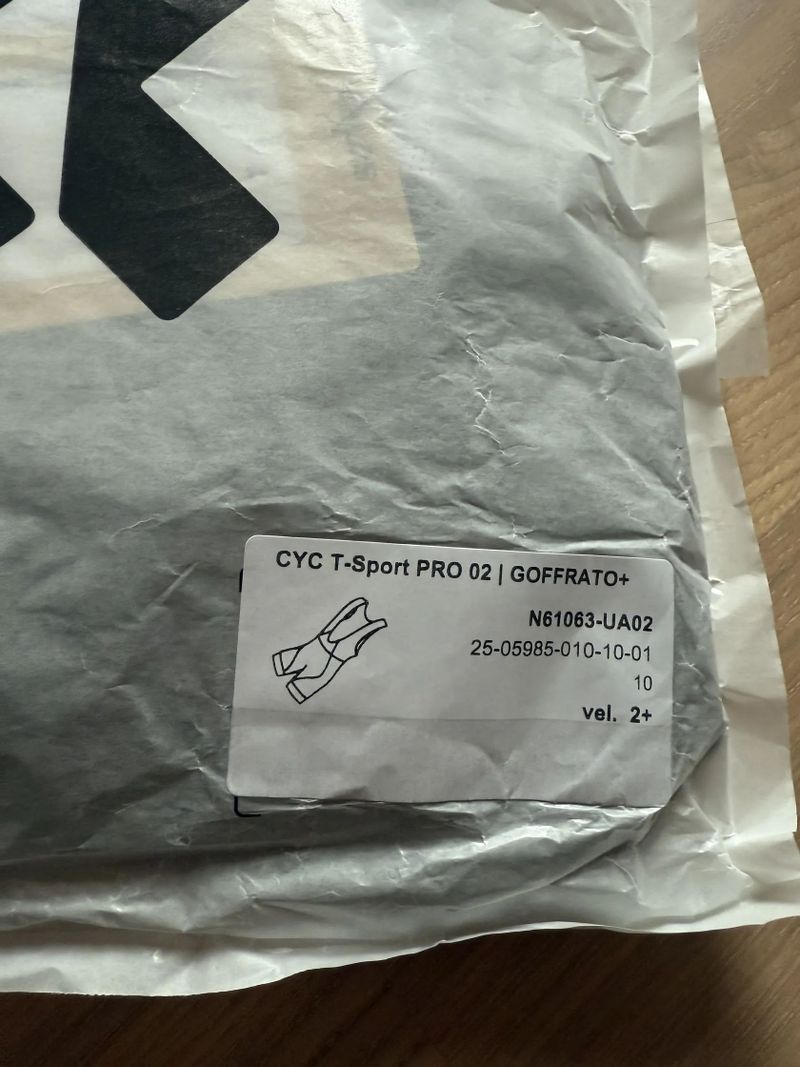 CYC T-Sport PRO 02 | GOFFRATO+
N61063-UA02
25-05985-010-10-01
10
vel. 2+